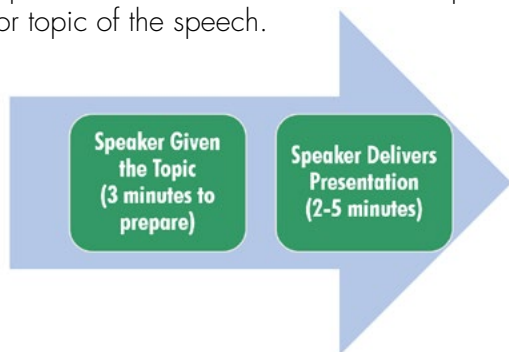 or topic of the speech.
Speaker Given
the Topic
(3 minutes to
prepare)
Speaker Delivers
Presentation
(2-5 minutes)